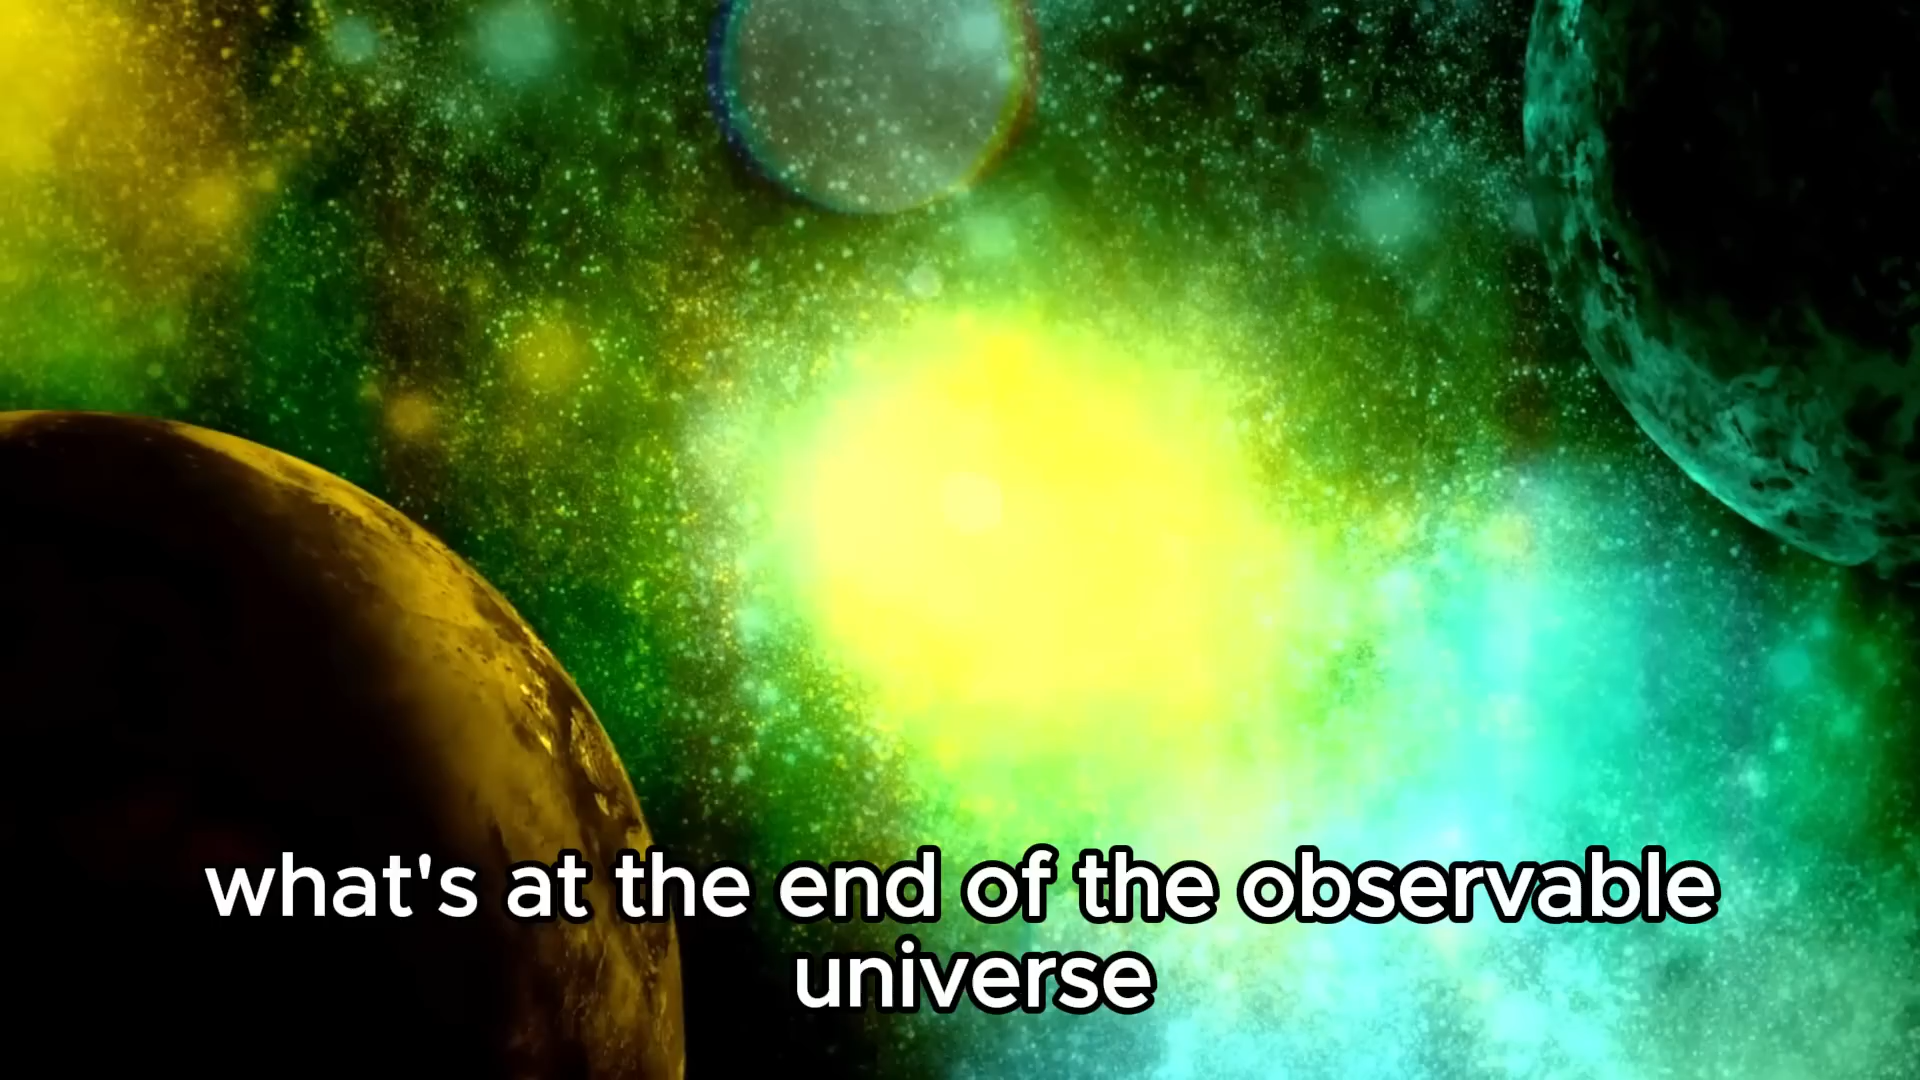 what's at the end of the observable
universe